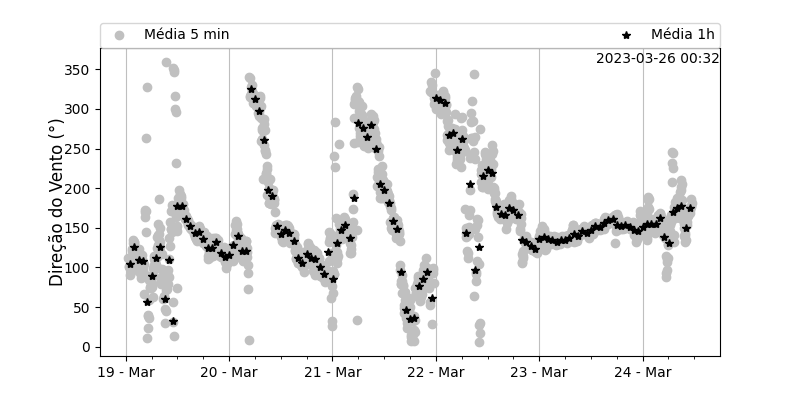 Média 5 min
Média 1h
2023-03-26 00:32
Direção do Vento (°)
350
300
250
200
150
100
50
0
19 - Mar
20 - Mar
21 - Mar
22 - Mar
23 - Mar
24 - Mar